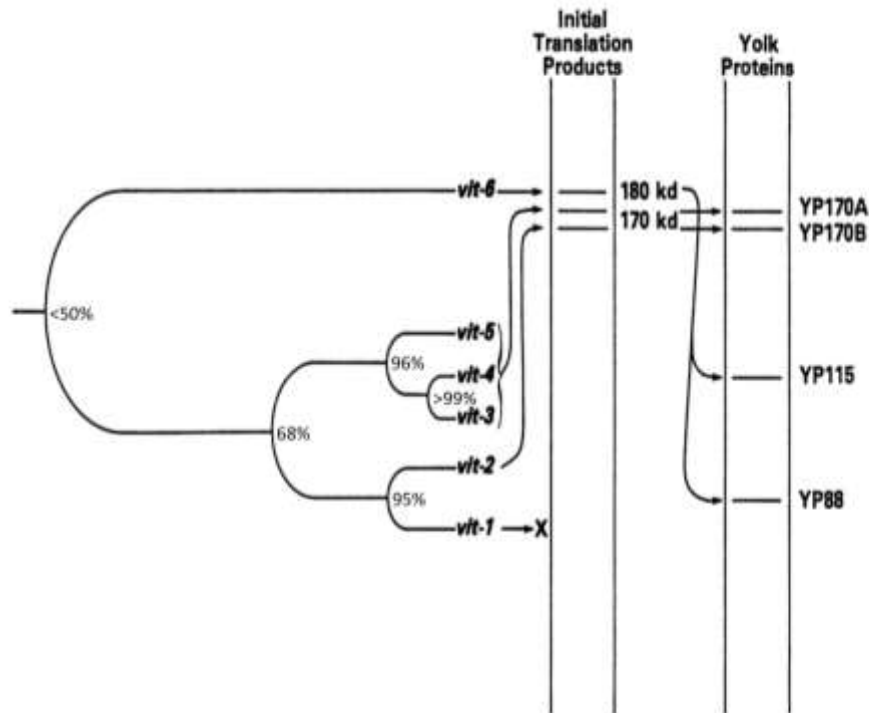 Initial
Translation
Products
Yolk
Proteins
vit-6
180 kd
170 kd
YP170A
YP170B
<50%
vit-5
96%
vit-4
>99%
vit-3
YP115
68%
vit-2
95%
YP88
vit-1
X